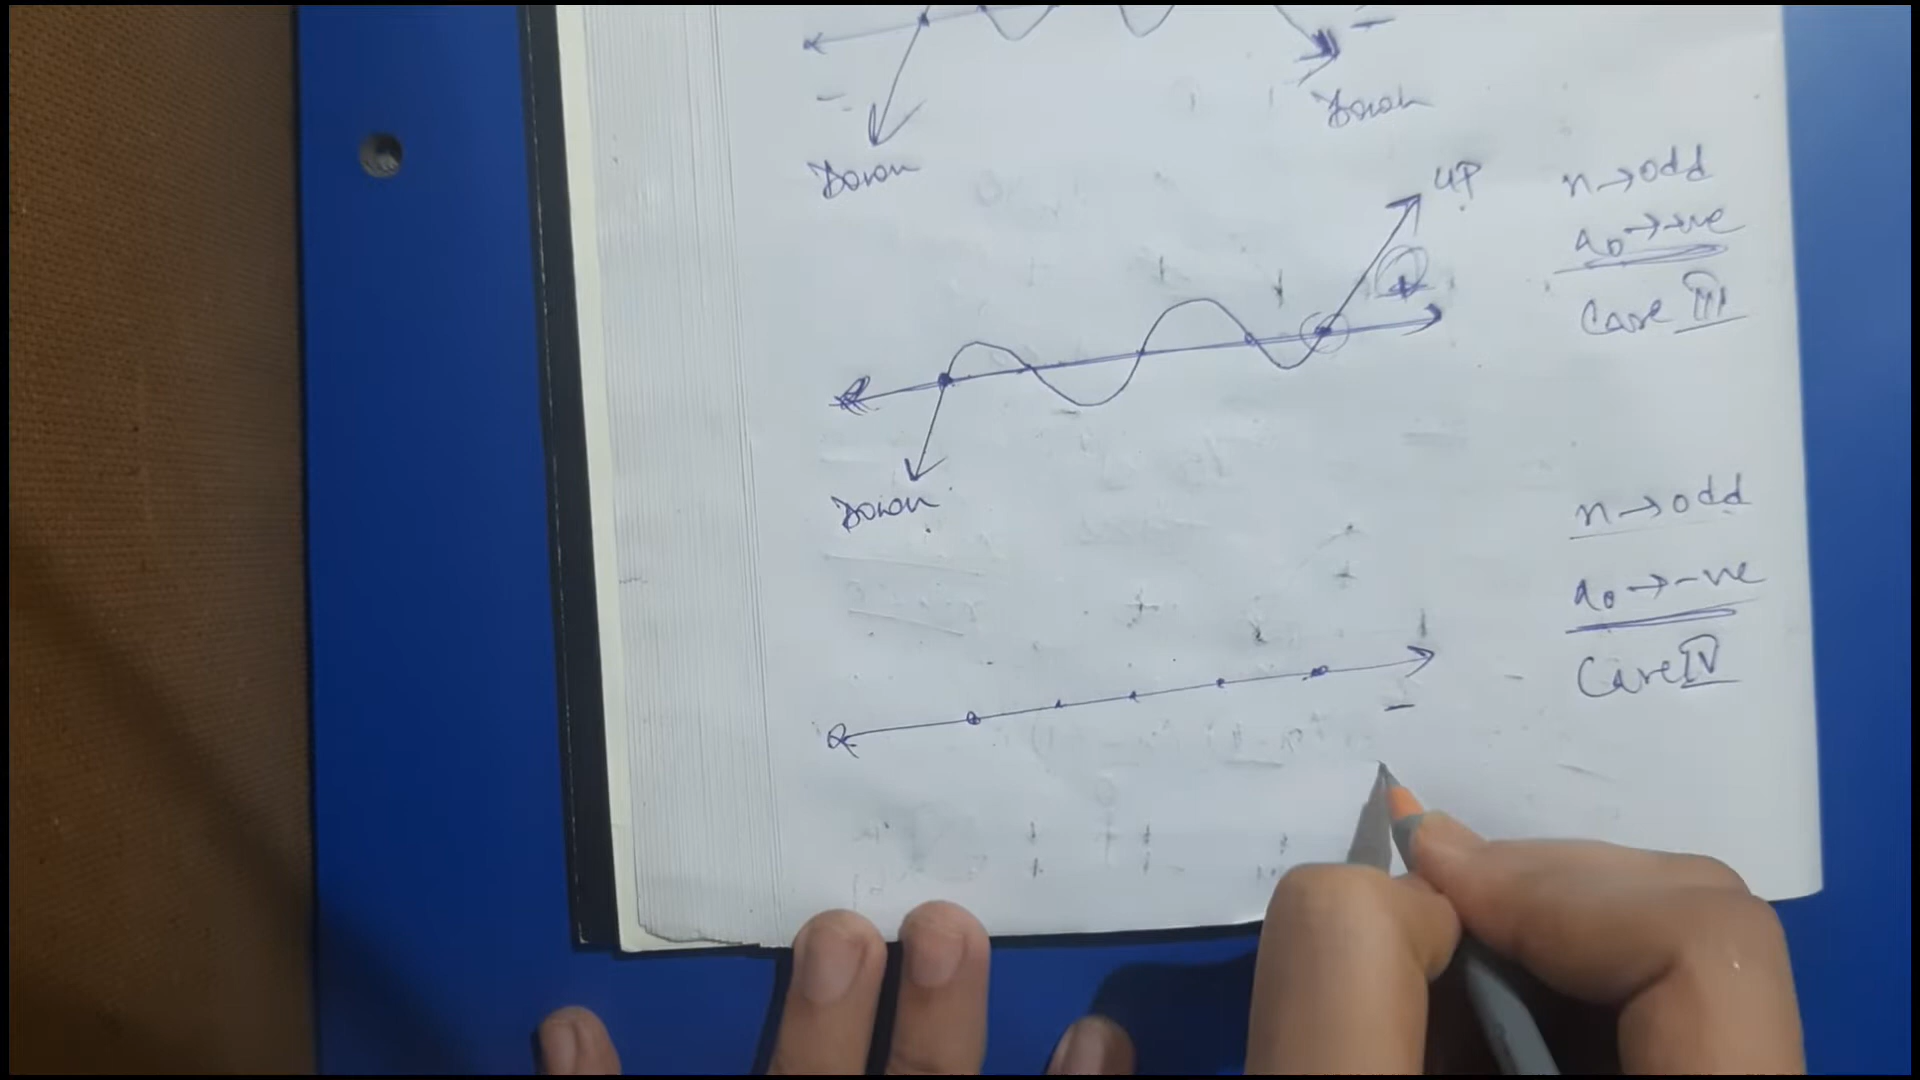 Down
Down
UP
n→odd
a₀→+ve
Case III
Down
n→odd
a₀→-ve
Case IV